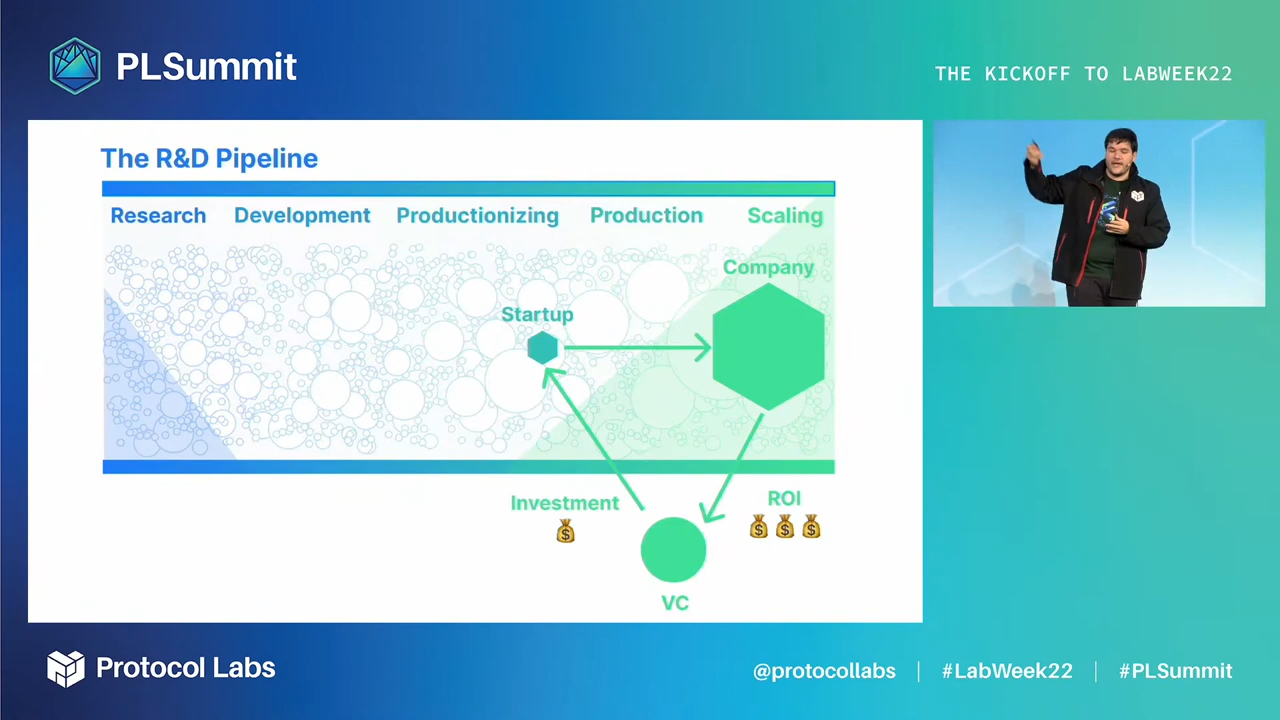 PLSummit
THE KICKOFF TO LABWEEK22
The R&D Pipeline
Research Development Productionizing Production Scaling
Company
Startup
Investment
ROI
VC
Protocol Labs
@protocollabs | #LabWeek22 | #PLSummit